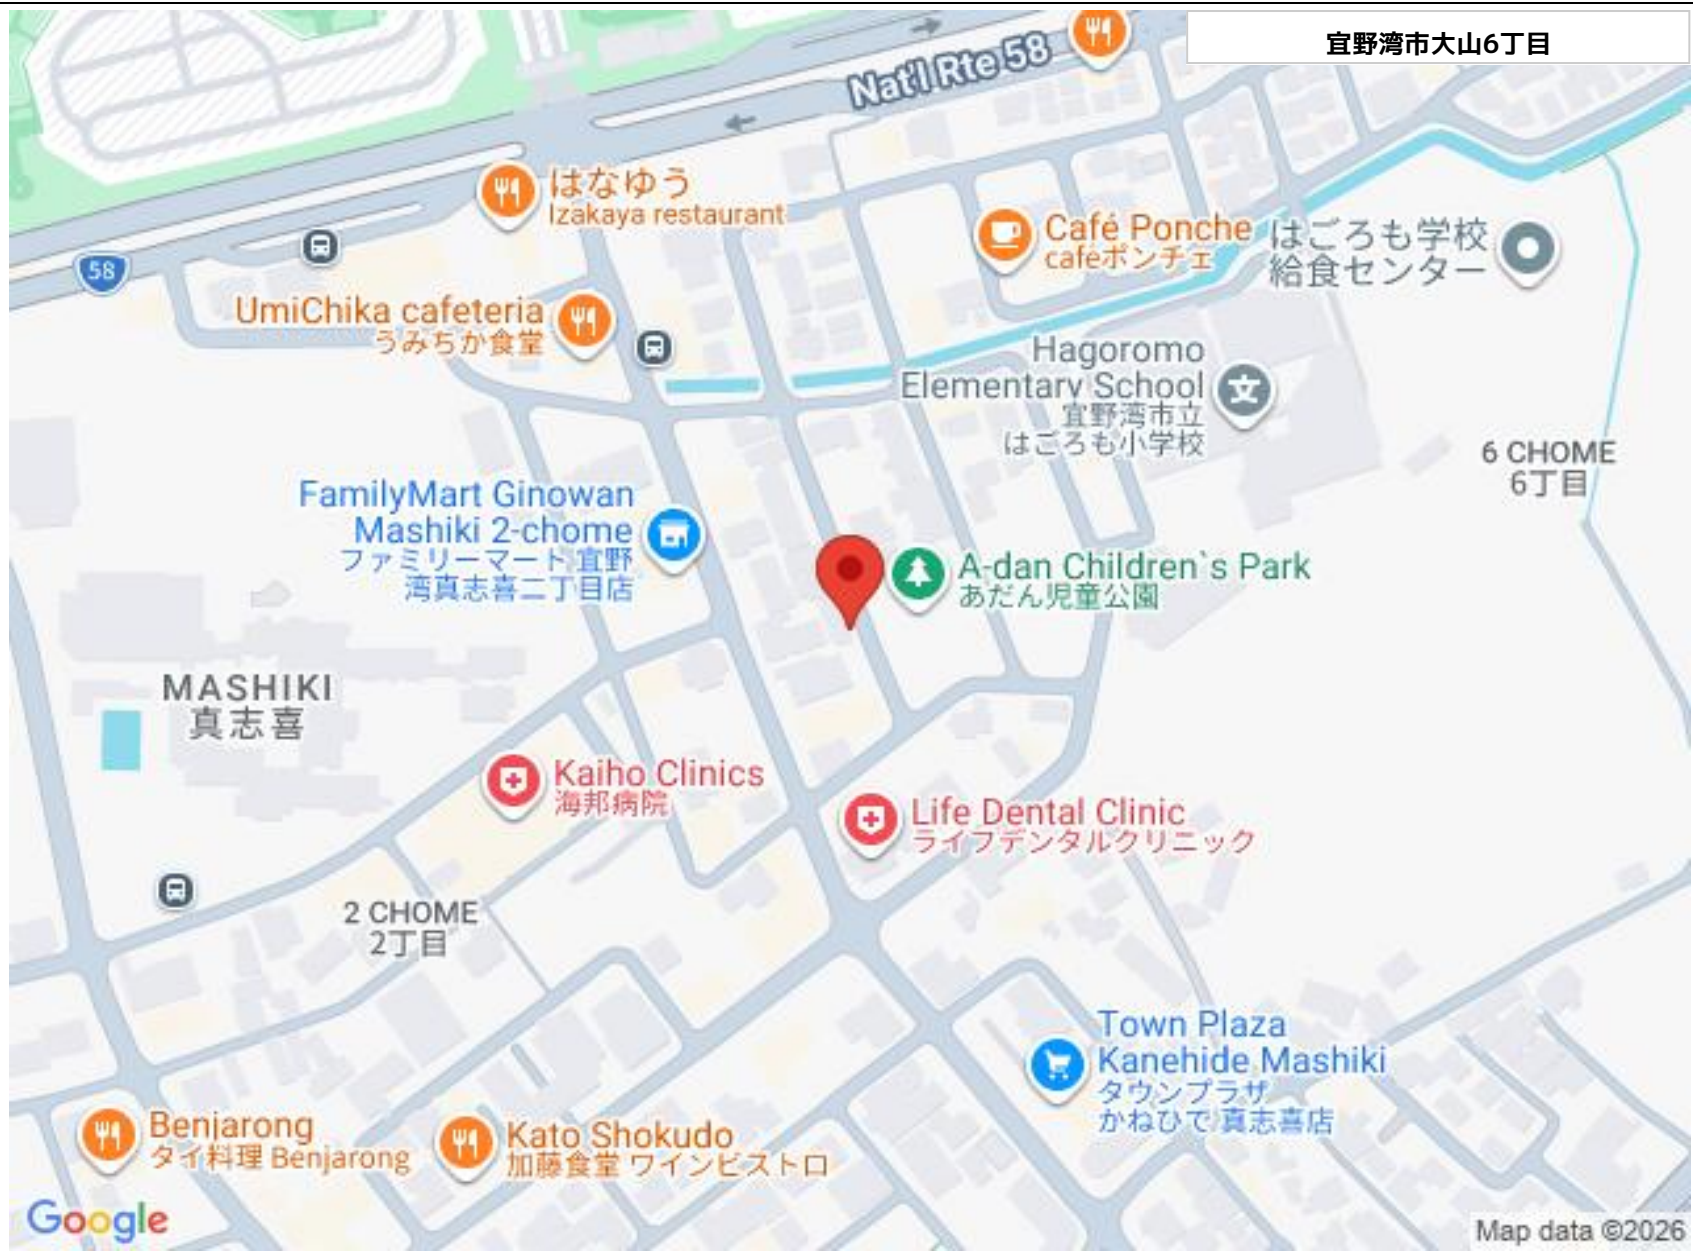 宜野湾市大山6丁目
Nat'l Rte 58
はなゆう
Izakaya restaurant
58
Café Ponche
cafeポンチェ
はごろも学校
給食センター
UmiChika cafeteria
うみちか食堂
Hagoromo
Elementary School
宜野湾市立
はごろも小学校
文
6 CHOME
6丁目
FamilyMart Ginowan
Mashiki 2-chome
ファミリーマート 宜野
湾真志喜二丁目店
A-dan Children`s Park
あだん児童公園
MASHIKI
真志喜
Kaiho Clinics
海邦病院
Life Dental Clinic
ライフデンタルクリニック
2 CHOME
2丁目
Town Plaza
Kanehide Mashiki
タウンプラザ
かねひで 真志喜店
Benjarong
タイ料理 Benjarong
Kato Shokudo
加藤食堂 ワインビストロ
Google
Map data ©2026